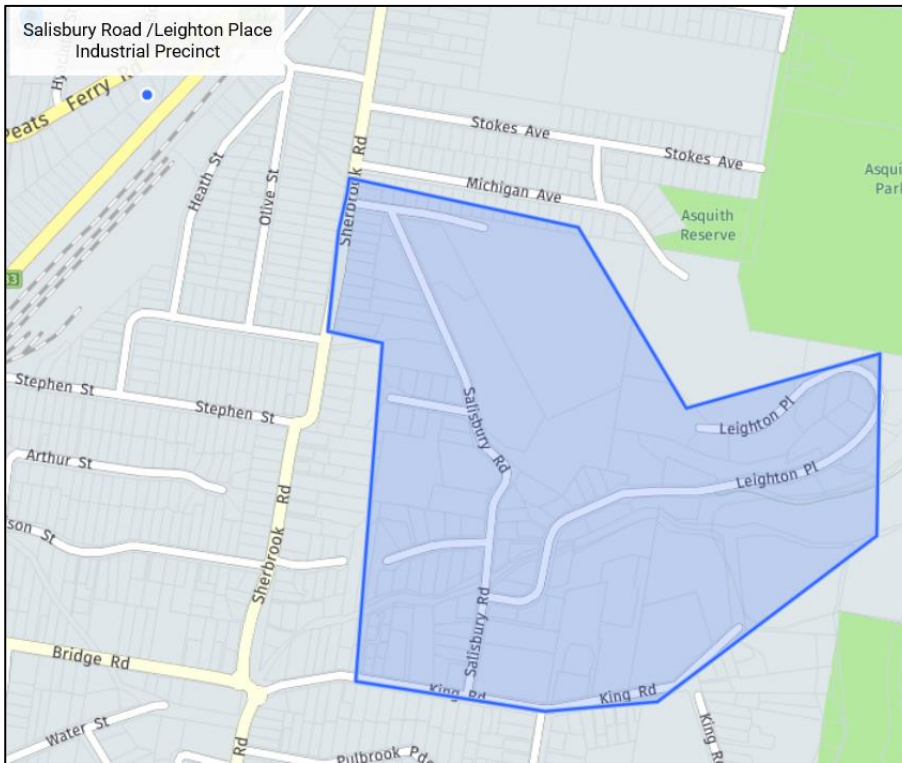 Salisbury Road /Leighton Place
Industrial Precinct
Peats Ferry Rd
Heath St
Olive St
Sherbrook Rd
Stokes Ave
Stokes Ave
Michigan Ave
Asquith
Reserve
Asqui
Park
Stephen St
Stephen St
Salisbury Rd
Leighton Pl
Leighton Pl
Arthur St
son St
Sherbrook Rd
Salisbury Rd
Bridge Rd
King Rd
King Rd
King Rd
Water St
Rd
Pulbrook Pde